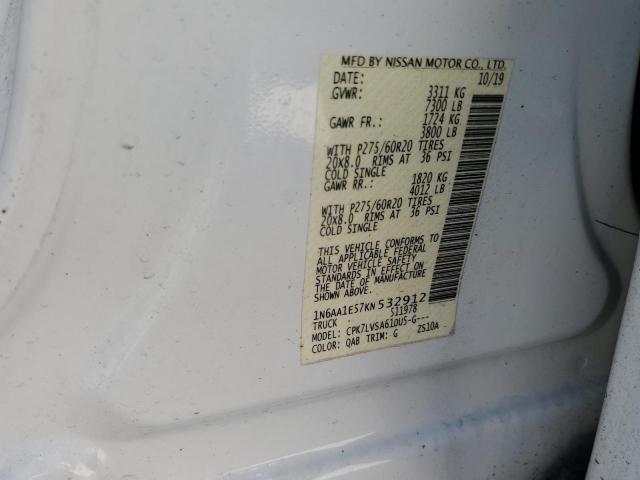 MFD BY NISSAN MOTOR CO., LTD.
DATE: 10/19
GVWR: 3311 KG
7300 LB
GAWR FR.: 1724 KG
3800 LB
WITH P275/60R20 TIRES
20X8.0 RIMS AT 36 PSI
COLD SINGLE
GAWR RR.: 1820 KG
4012 LB
WITH P275/60R20 TIRES
20X8.0 RIMS AT 36 PSI
COLD SINGLE
THIS VEHICLE CONFORMS TO
ALL APPLICABLE FEDERAL
MOTOR VEHICLE SAFETY
STANDARDS IN EFFECT ON
THE DATE OF MANUFACTURE
SHOWN ABOVE.
1N6AA1E57KN532912
TRUCK S11978
MODEL: CPK7LVSA610U5-G---
COLOR: QAB TRIM: G ZS10A